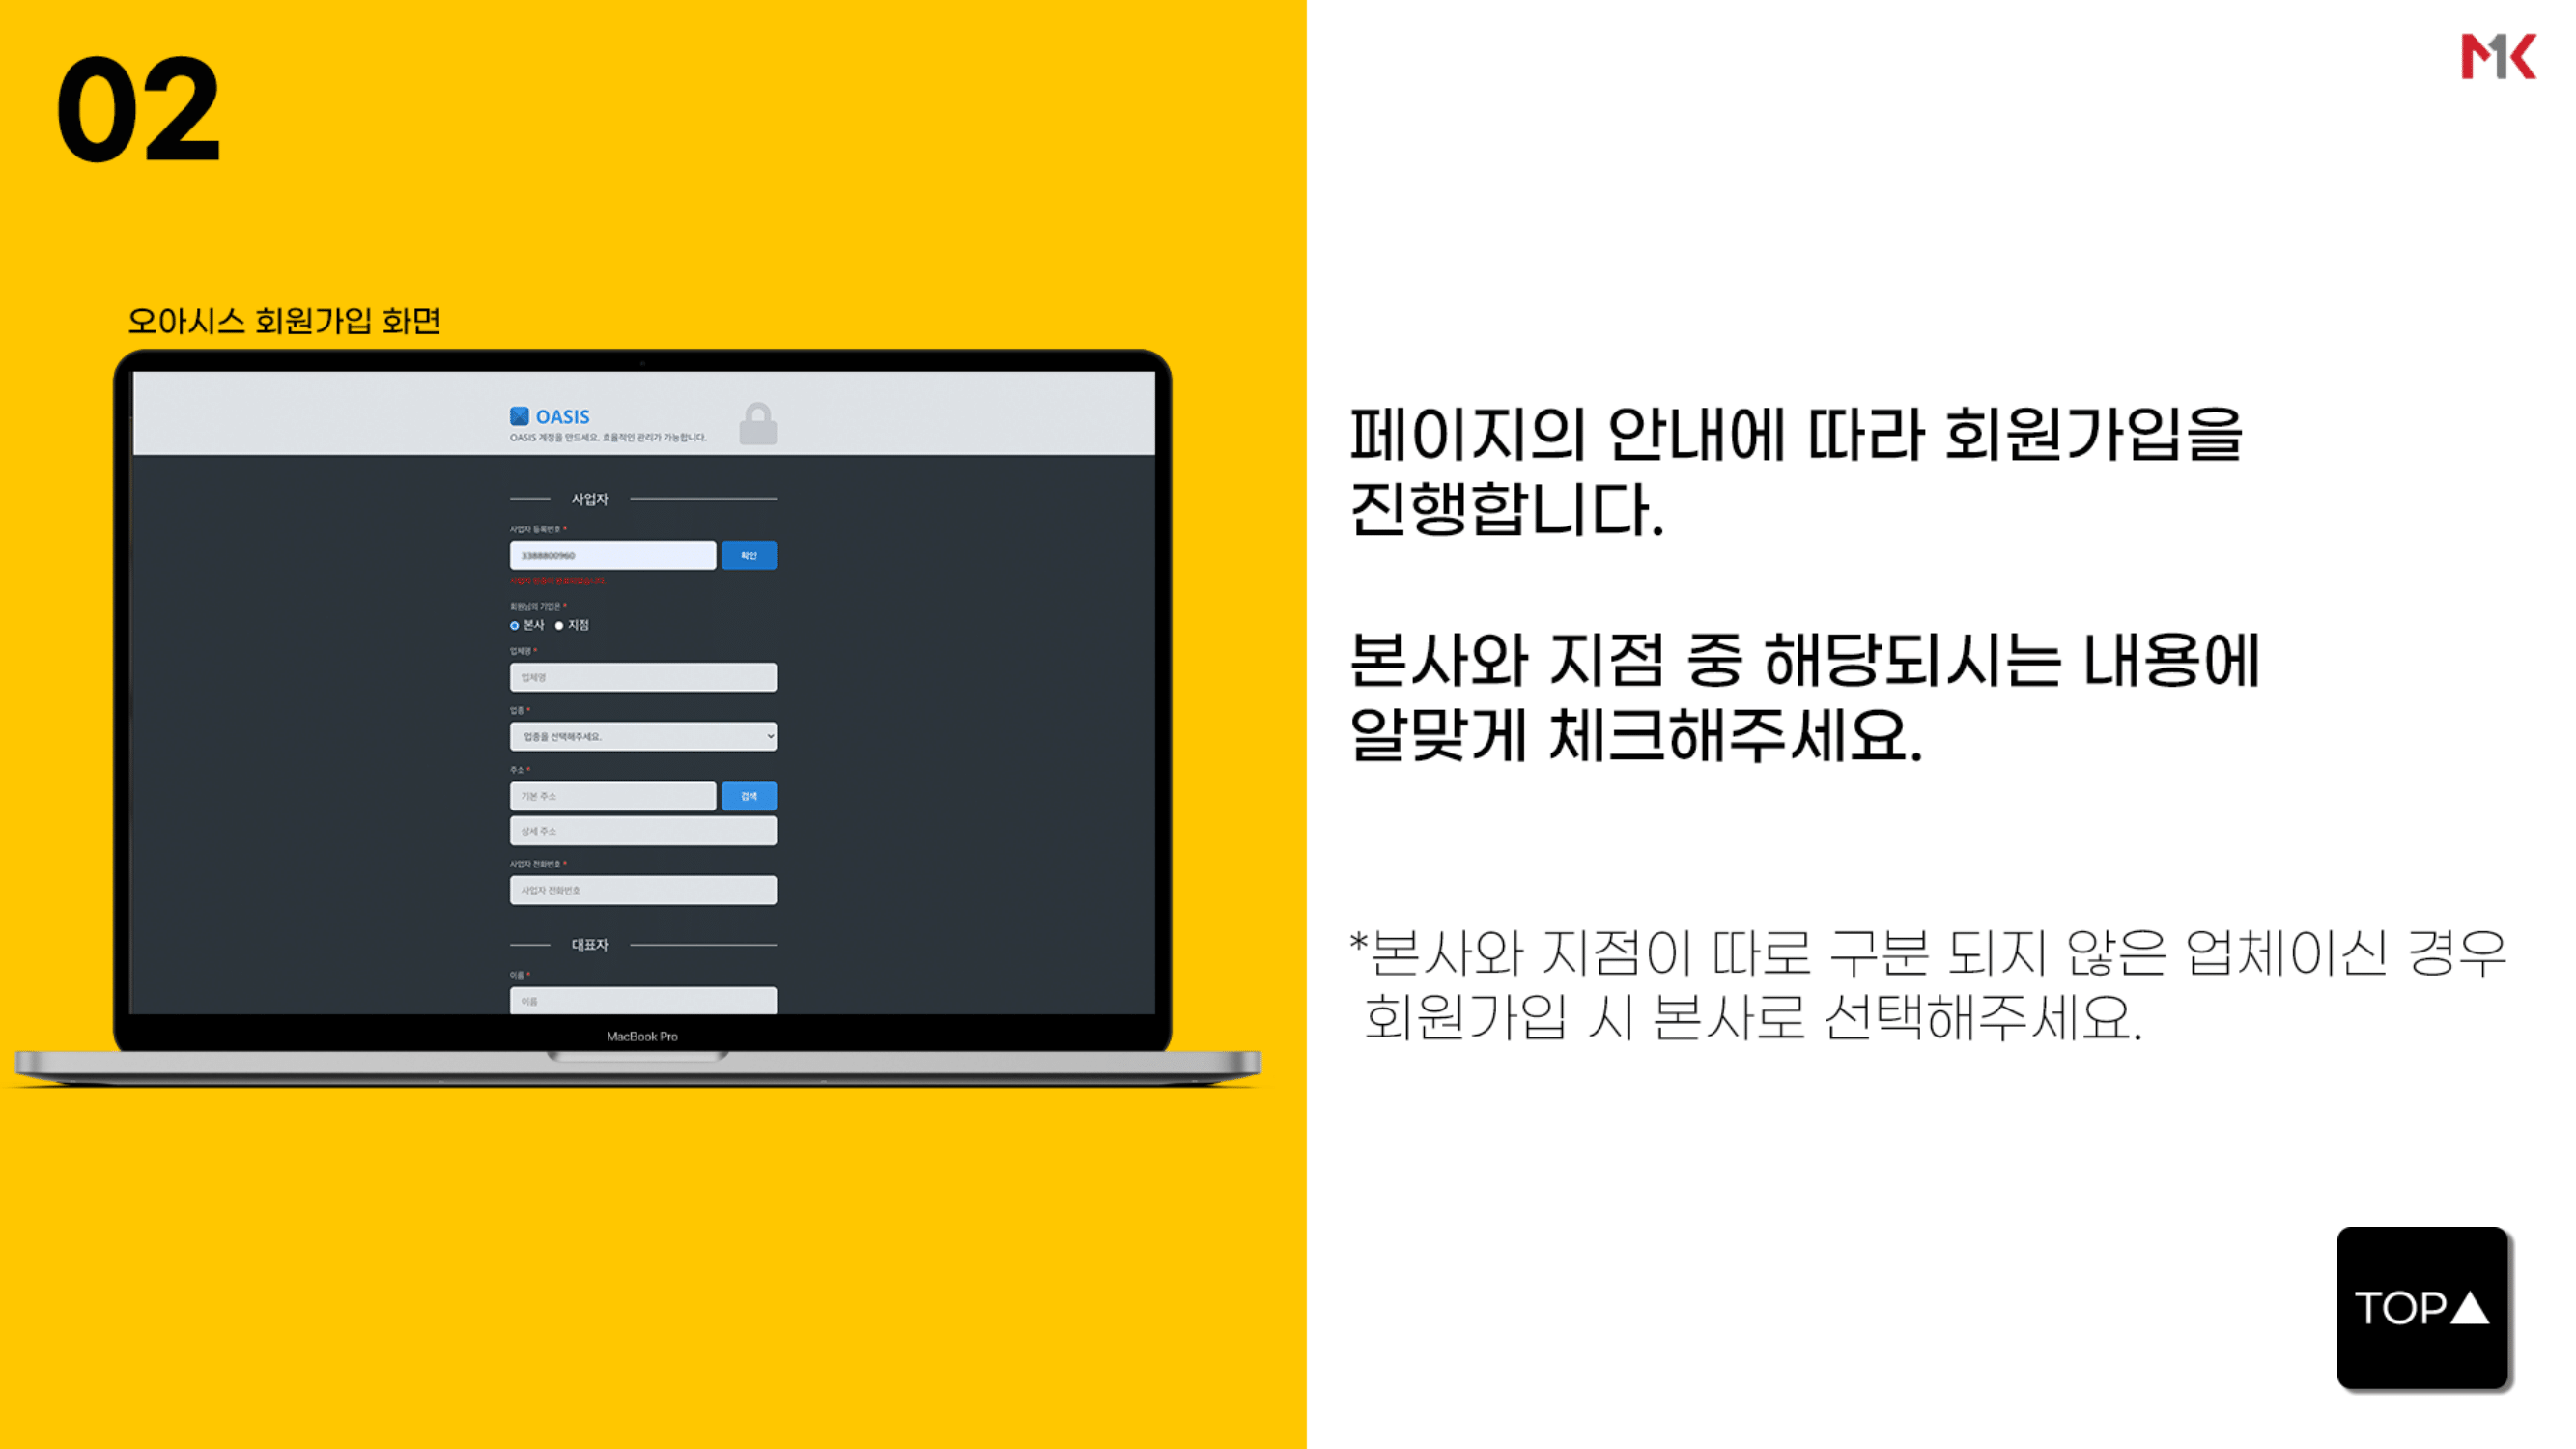 02
M1K
오아시스 회원가입 화면
OASIS
OASIS 계정을 만드세요. 효율적인 관리가 가능합니다.
사업자
사업자 등록번호 *
3388800960
확인
회원님의 기업은 *
본사 지점
업체명 *
업체명
업종 *
업종을 선택해주세요.
주소 *
기본 주소
검색
상세 주소
사업자 전화번호 *
사업자 전화번호
대표자
이름 *
이름
MacBook Pro
페이지의 안내에 따라 회원가입을
진행합니다.
본사와 지점 중 해당되시는 내용에
알맞게 체크해주세요.
*본사와 지점이 따로 구분 되지 않은 업체이신 경우
회원가입 시 본사로 선택해주세요.
TOP▲